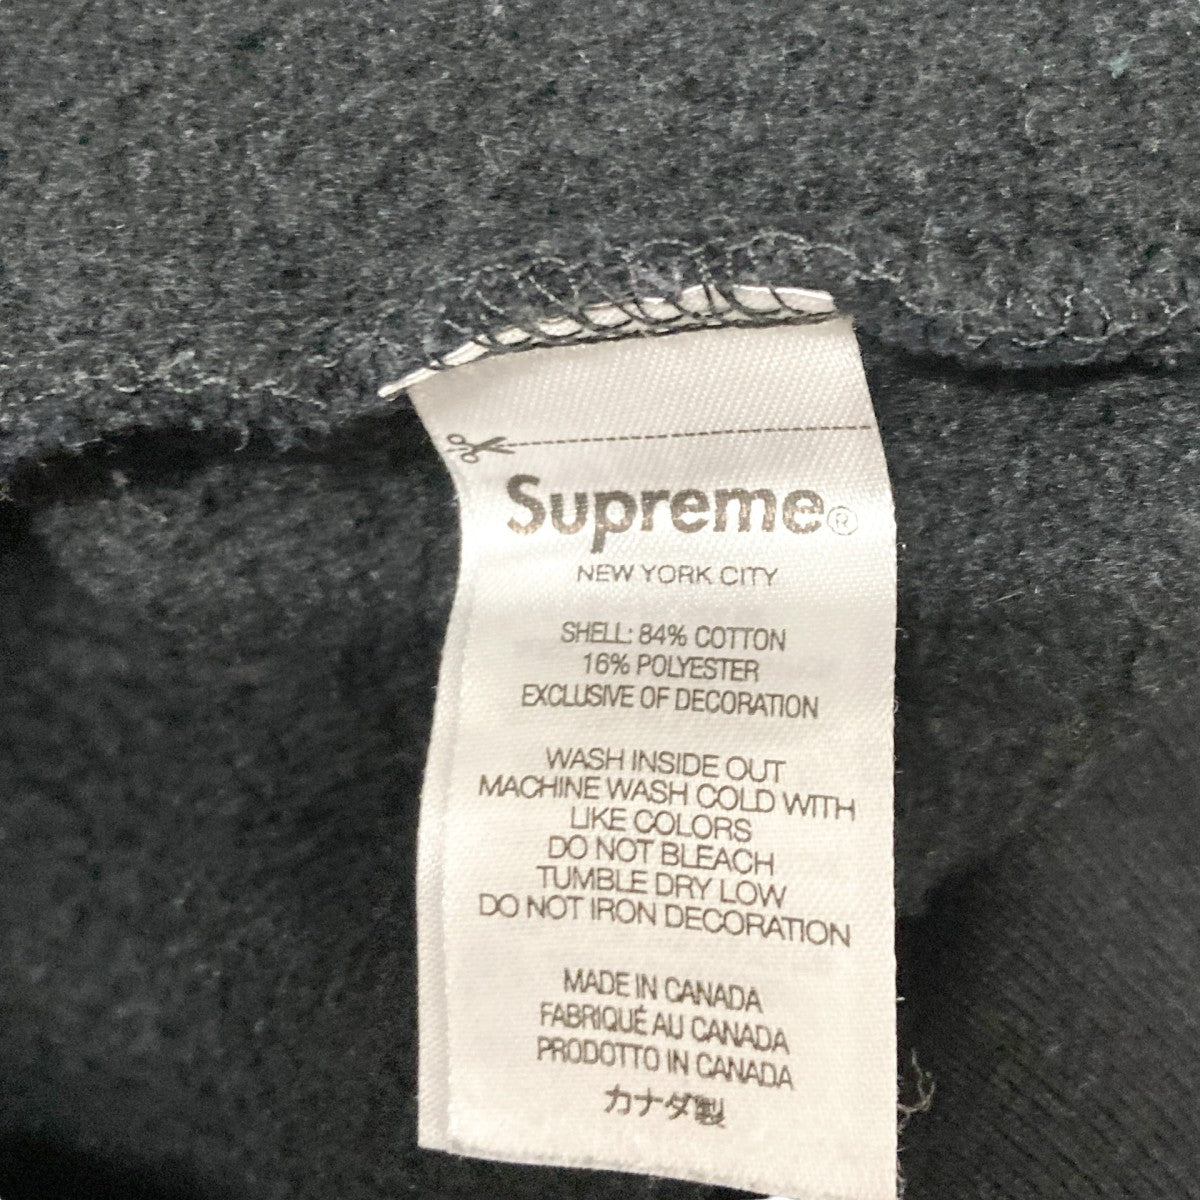 Supreme®
NEW YORK CITY
SHELL: 84% COTTON
16% POLYESTER
EXCLUSIVE OF DECORATION
WASH INSIDE OUT
MACHINE WASH COLD WITH
LIKE COLORS
DO NOT BLEACH
TUMBLE DRY LOW
DO NOT IRON DECORATION
MADE IN CANADA
FABRIQUÉ AU CANADA
PRODOTTO IN CANADA
カナダ製